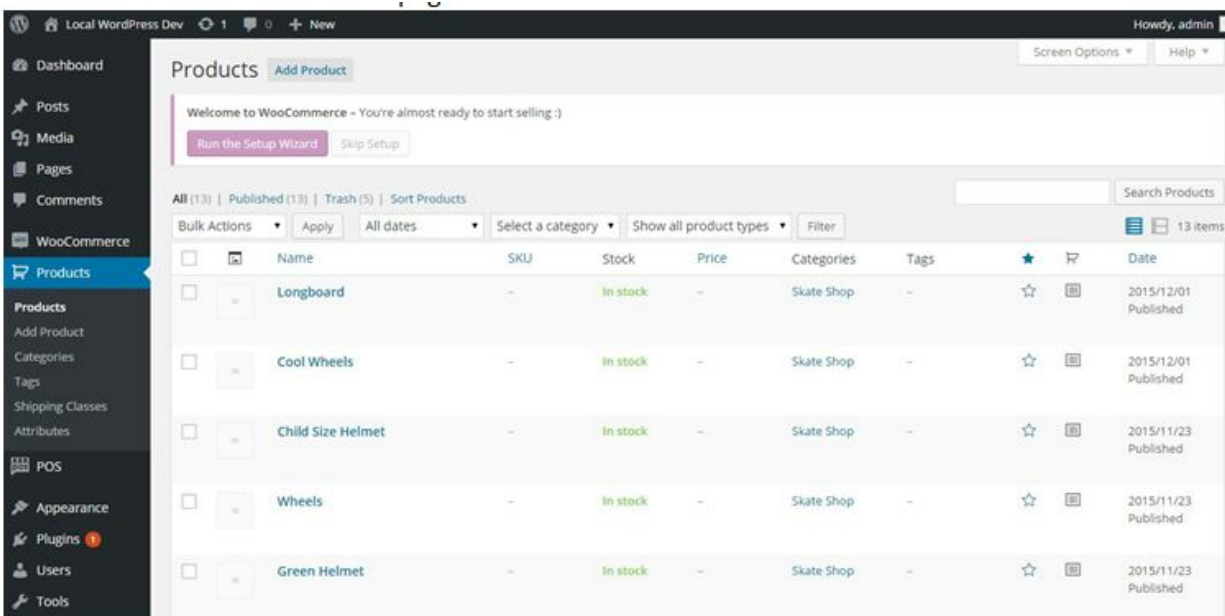 Local WordPress Dev 1 0 New Howdy, admin
Screen Options Help
Dashboard
Posts
Media
Pages
Comments
WooCommerce
Products
Products
Add Product
Categories
Tags
Shipping Classes
Attributes
POS
Appearance
Plugins 1
Users
Tools
Products Add Product
Welcome to WooCommerce – You're almost ready to start selling :)
Run the Setup Wizard Skip Setup
All (13) | Published (13) | Trash (5) | Sort Products
Search Products
Bulk Actions Apply All dates Select a category Show all product types Filter 13 items
Name SKU Stock Price Categories Tags Date
Longboard – In stock – Skate Shop – 2015/12/01
Published
Cool Wheels – In stock – Skate Shop – 2015/12/01
Published
Child Size Helmet – In stock – Skate Shop – 2015/11/23
Published
Wheels – In stock – Skate Shop – 2015/11/23
Published
Green Helmet – In stock – Skate Shop – 2015/11/23
Published